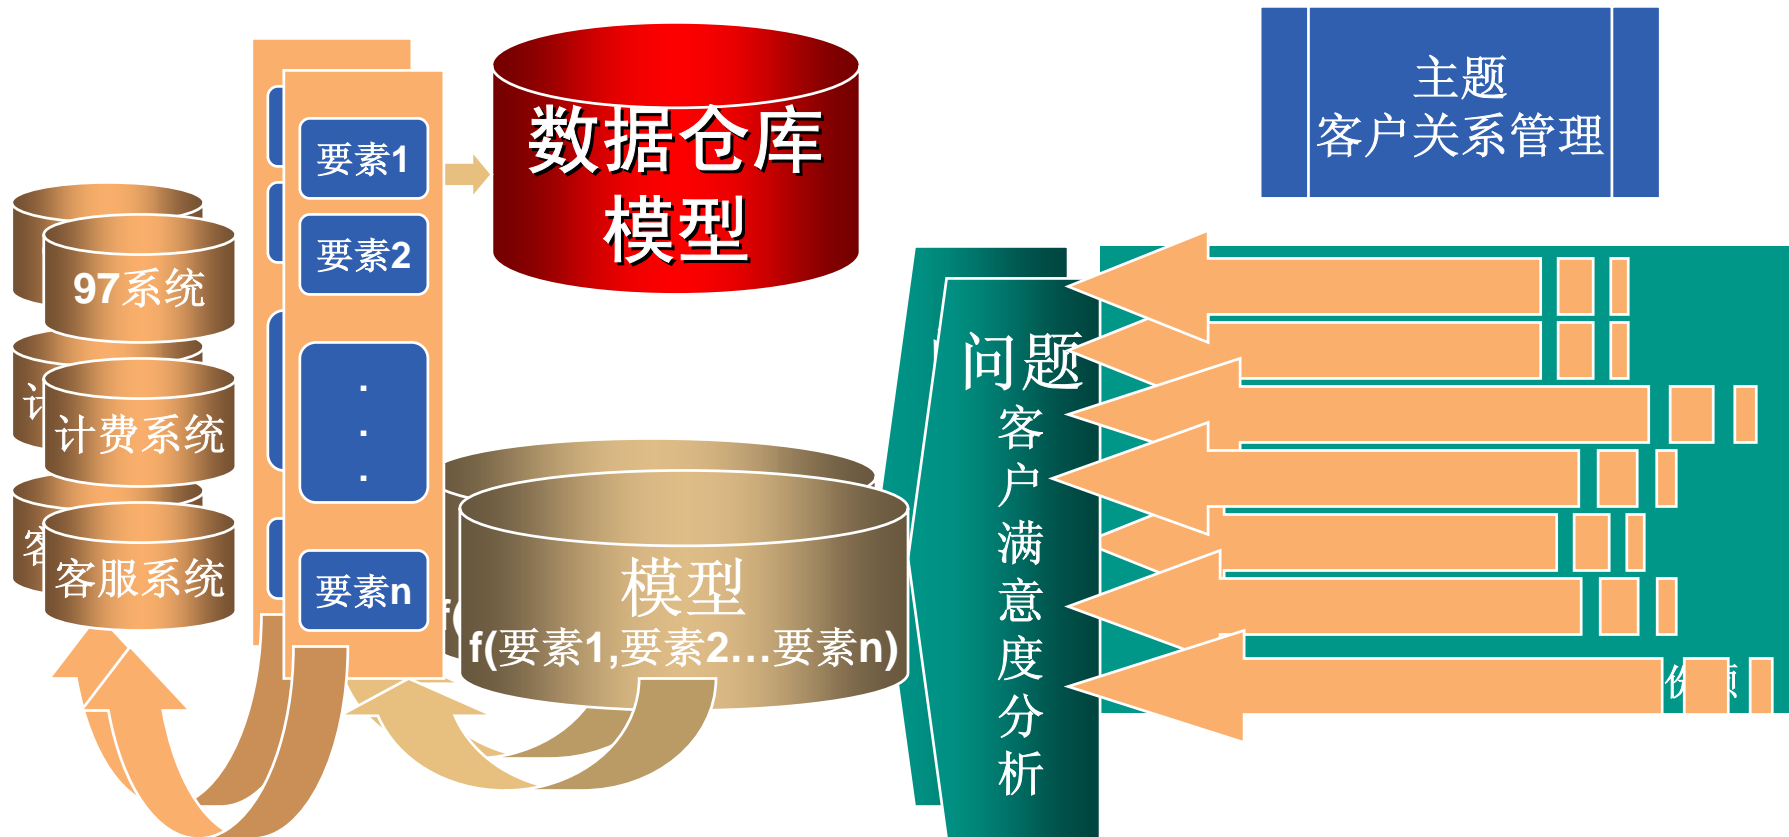 主题
客户关系管理
数据仓库
模型
要素1
要素2
.
.
.
要素n
97系统
计费系统
客服系统
模型
f(要素1,要素2...要素n)
问题
客
户
满
意
度
分
析